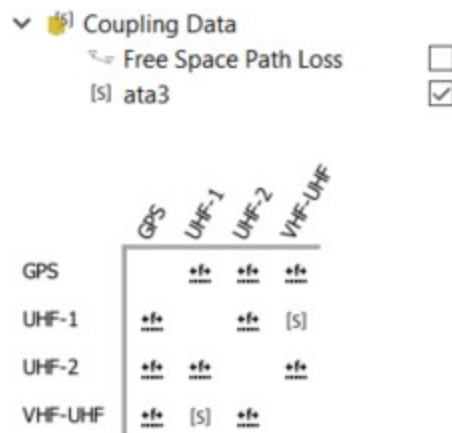 [S] Coupling Data
Free Space Path Loss
[S] ata3
GPS UHF-1 UHF-2 VHF-UHF
GPS +f+ +f+ +f+
UHF-1 +f+ +f+ [S]
UHF-2 +f+ +f+ +f+
VHF-UHF +f+ [S] +f+